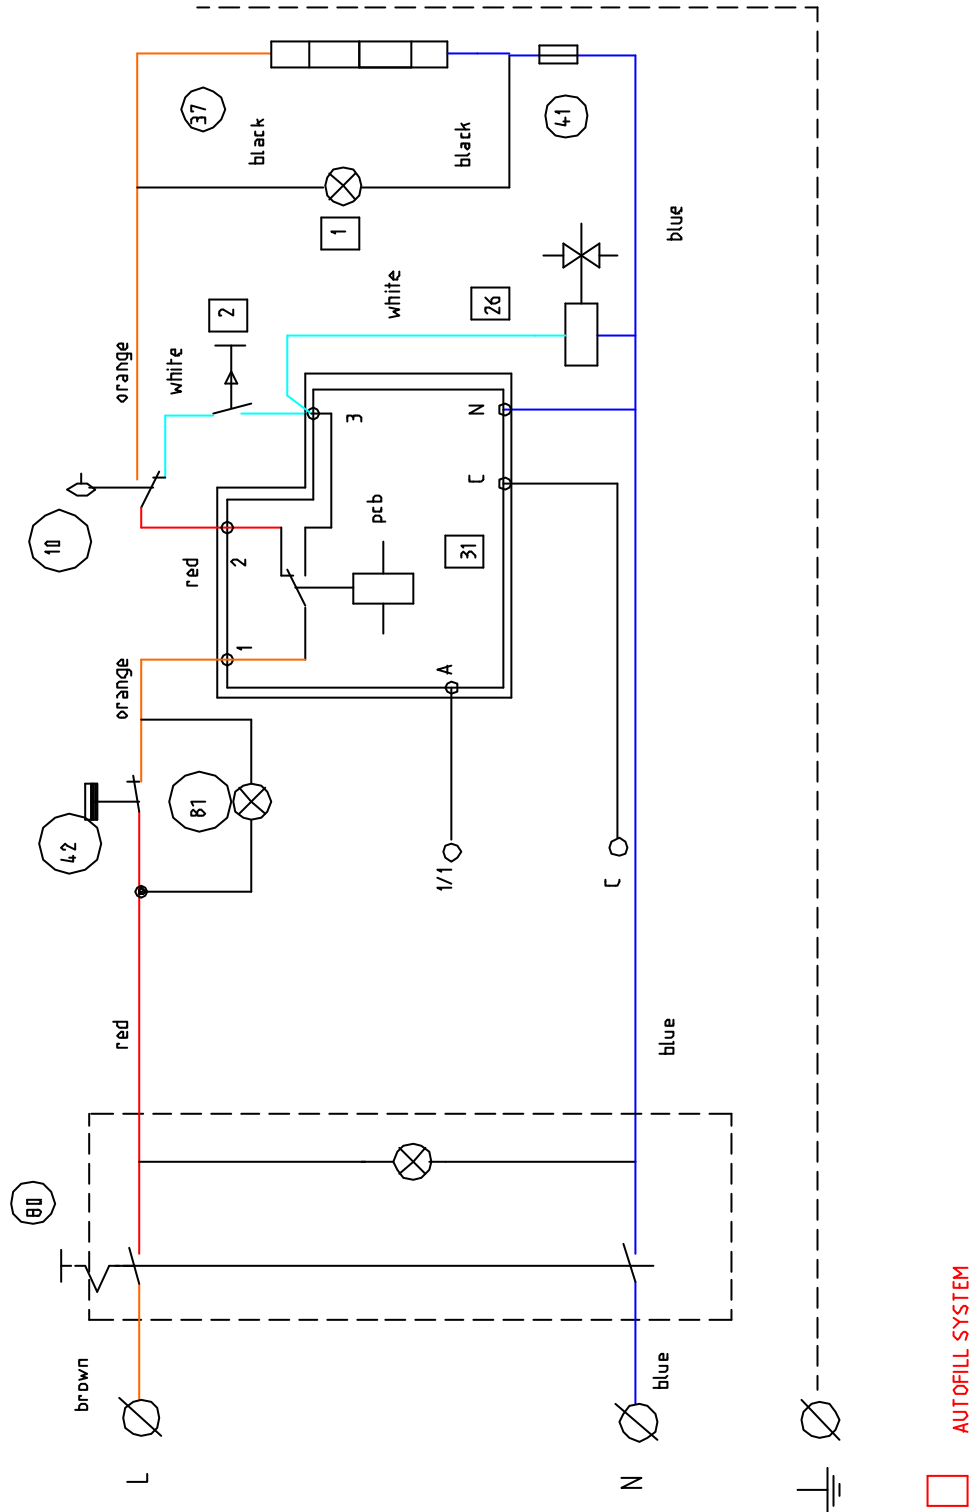 37
black
black
41
1
blue
white
26
2
orange
white
3
N
C
10
pcb
red
2
31
1
A
orange
81
42
1/1
C
red
blue
80
brown
blue
L
N
AUTOFILL SYSTEM